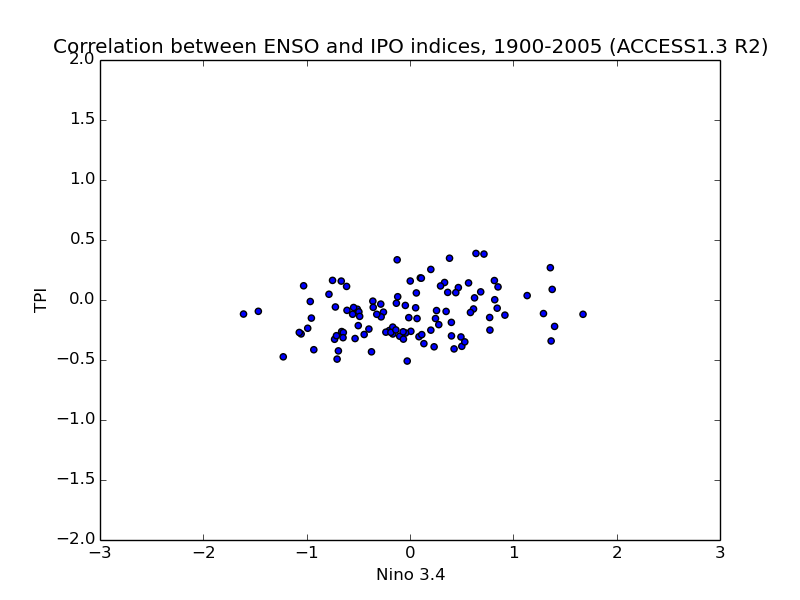 Correlation between ENSO and IPO indices, 1900-2005 (ACCESS1.3 R2)
2.0
1.5
1.0
0.5
0.0
−0.5
−1.0
−1.5
−2.0
TPI
−3 −2 −1 0 1 2 3
Nino 3.4